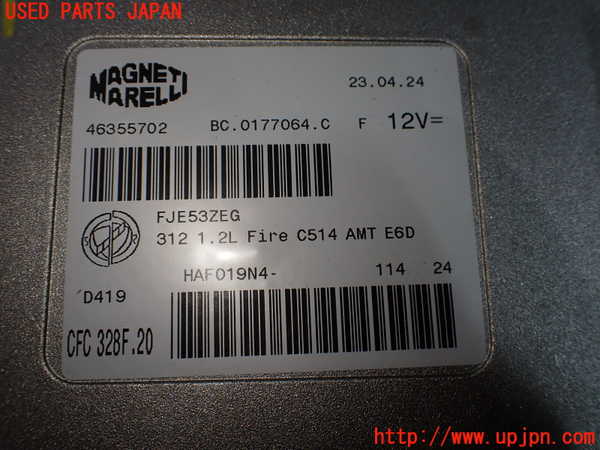 USED PARTS JAPAN
MAGNETI
MARELLI
23.04.24
46355702 BC.0177064.C F 12V=
FJE53ZEG
312 1.2L Fire C514 AMT E6D
HAF019N4- 114 24
D419
CFC 328F.20
http://www.upjpn.com/